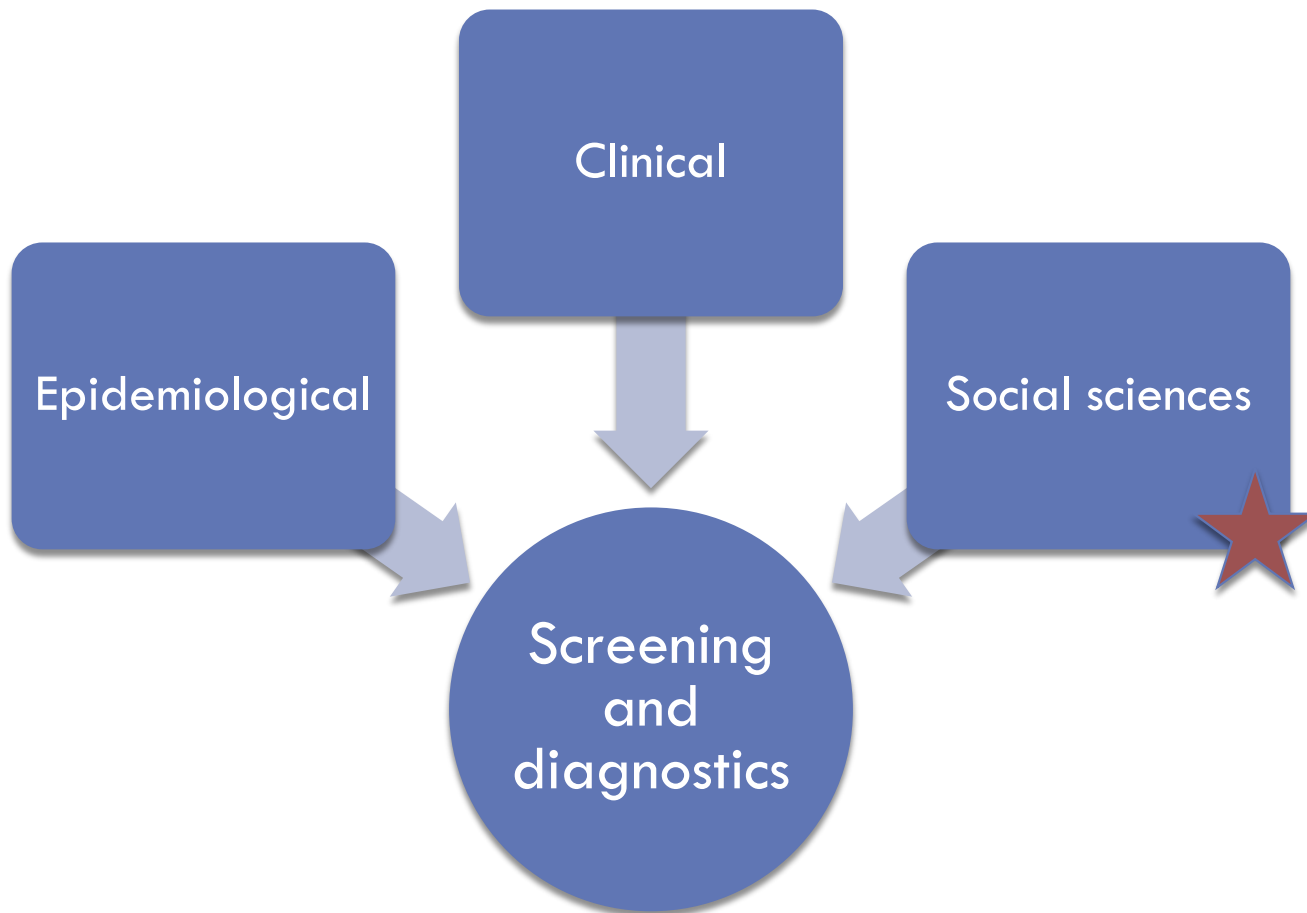 Clinical
Epidemiological
Social sciences
Screening
and
diagnostics